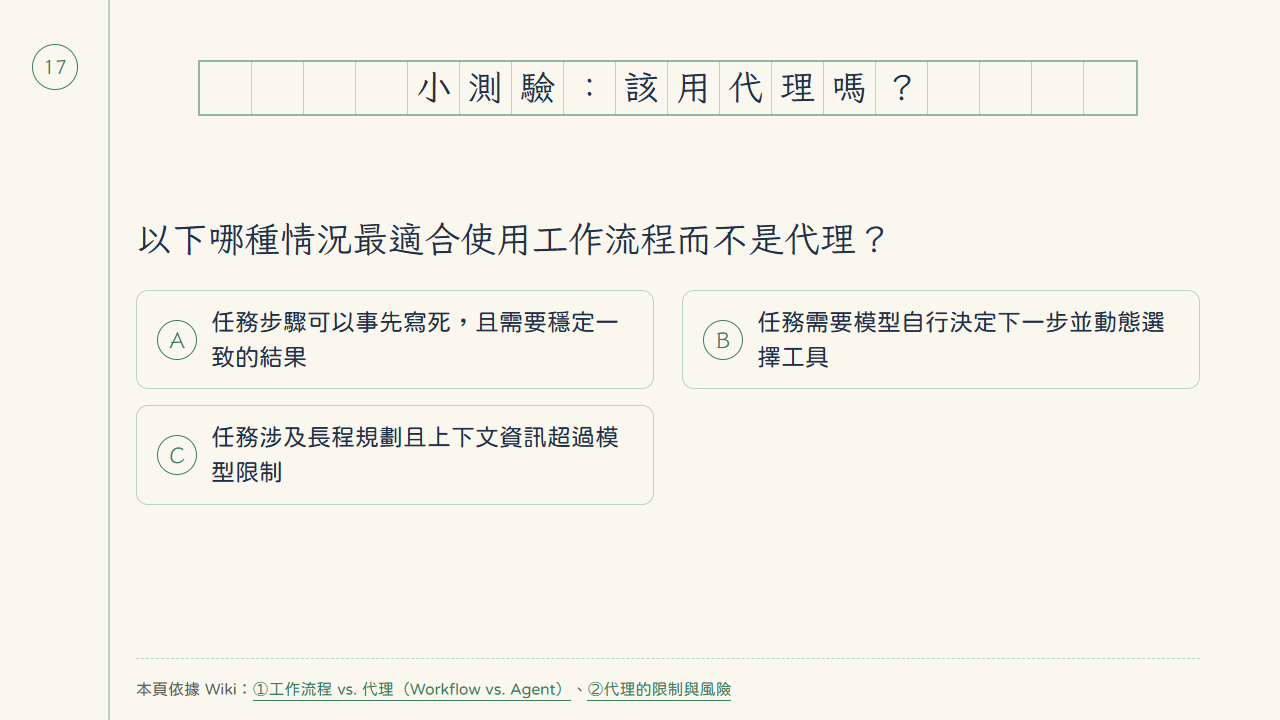 17
小測驗：該用代理嗎？
以下哪種情況最適合使用工作流程而不是代理？
A
任務步驟可以事先寫死，且需要穩定一
致的結果
B
任務需要模型自行決定下一步並動態選
擇工具
C
任務涉及長程規劃且上下文資訊超過模
型限制
本頁依據 Wiki：①工作流程 vs. 代理（Workflow vs. Agent）、②代理的限制與風險